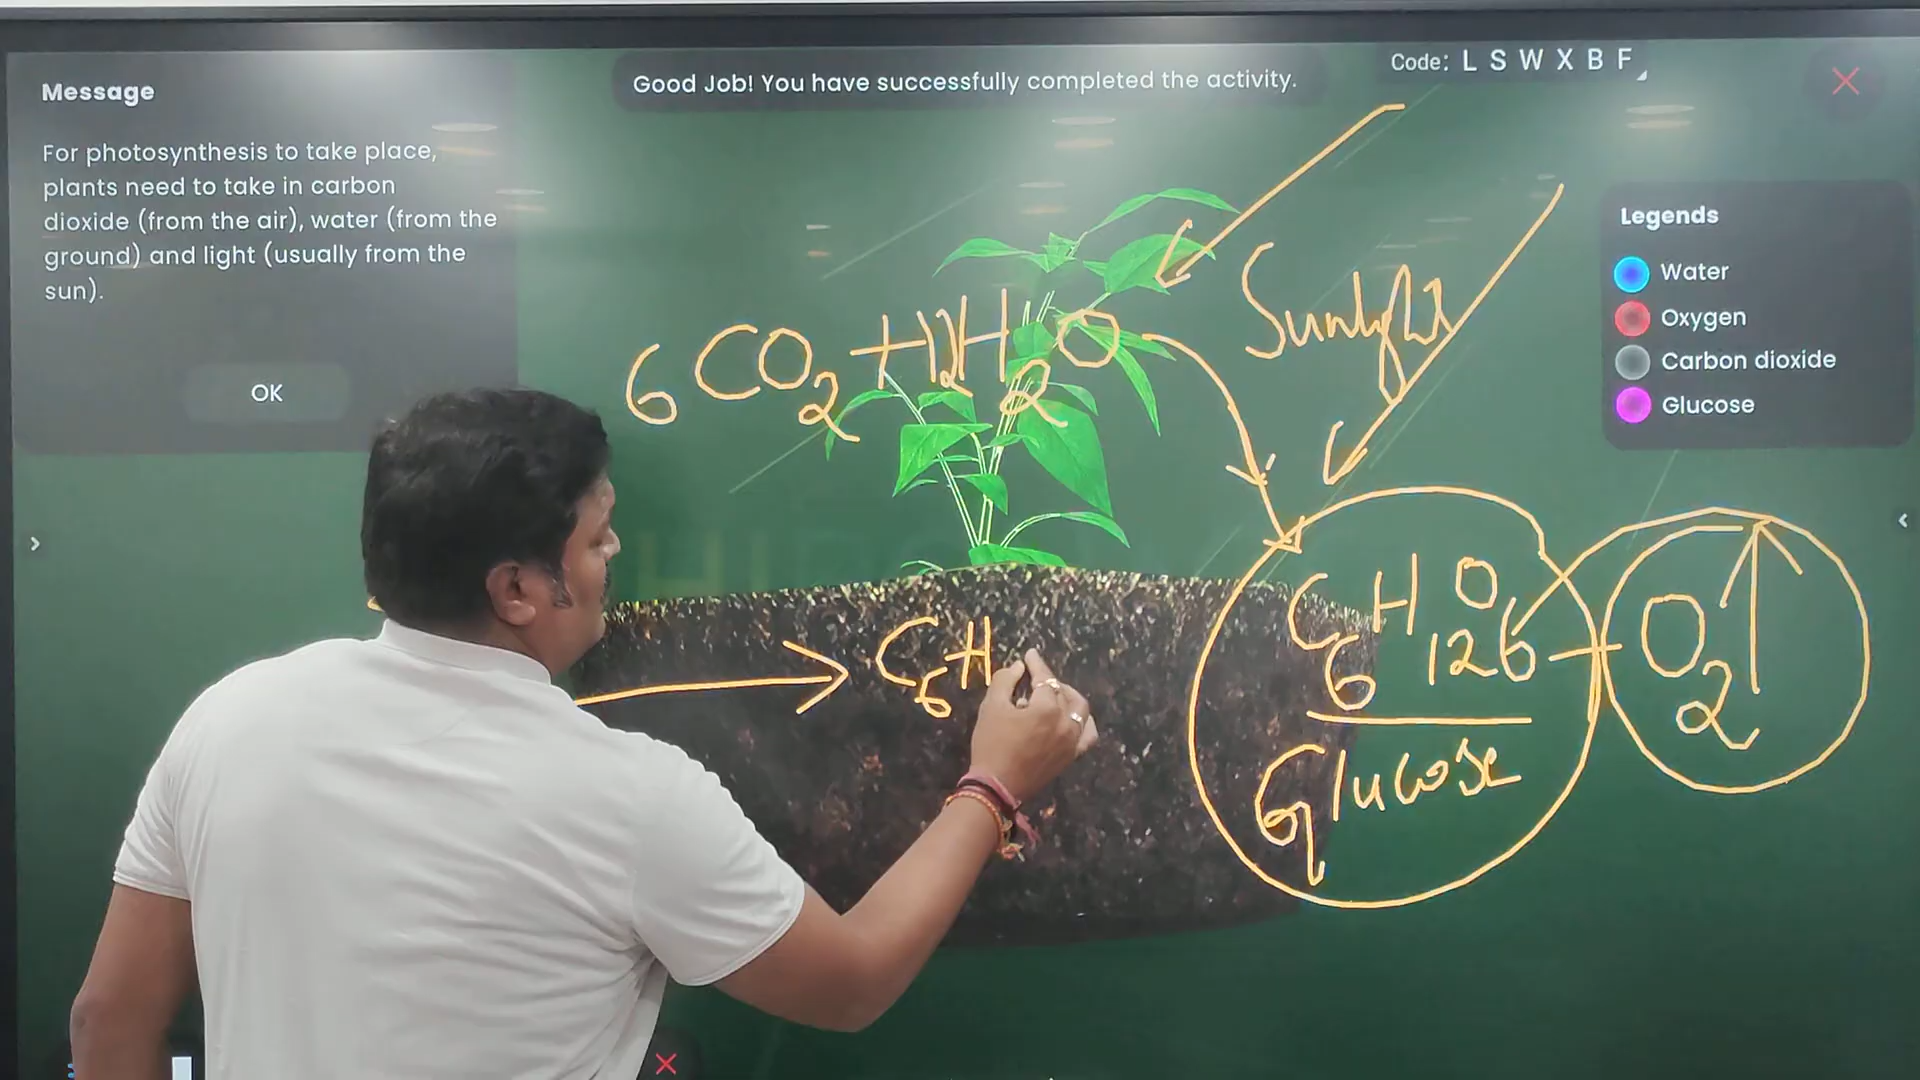 Message
For photosynthesis to take place,
plants need to take in carbon
dioxide (from the air), water (from the
ground) and light (usually from the
sun).
OK
Good Job! You have successfully completed the activity.
Code: L S W X B F
Legends
Water
Oxygen
Carbon dioxide
Glucose
6CO2+12H2O
Sunlight
C6H12O6 + O2↑
Glucose
→ C6H